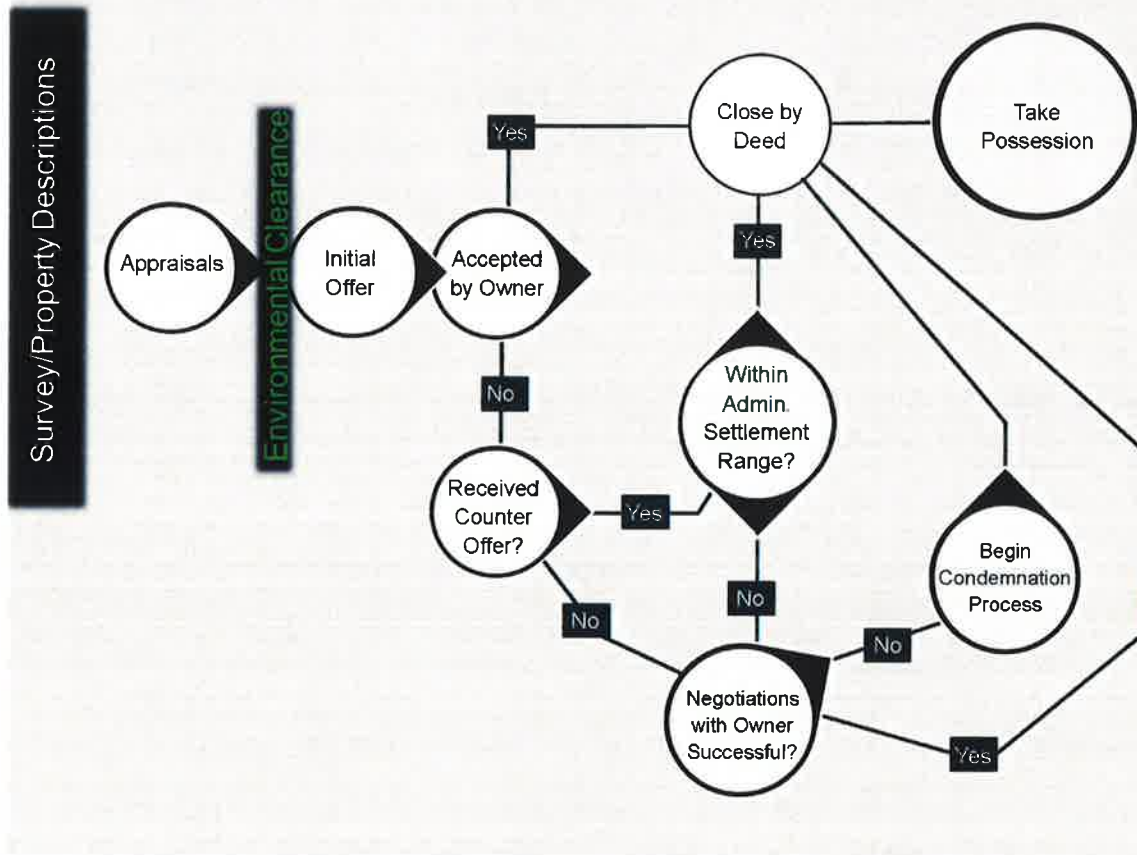 Survey/Property Descriptions
Appraisals
Environmental Clearance
Initial
Offer
Accepted
by Owner
Yes
No
Close by
Deed
Take
Possession
Yes
Within
Admin.
Settlement
Range?
Received
Counter
Offer?
Yes
No
No
Begin
Condemnation
Process
No
Negotiations
with Owner
Successful?
Yes